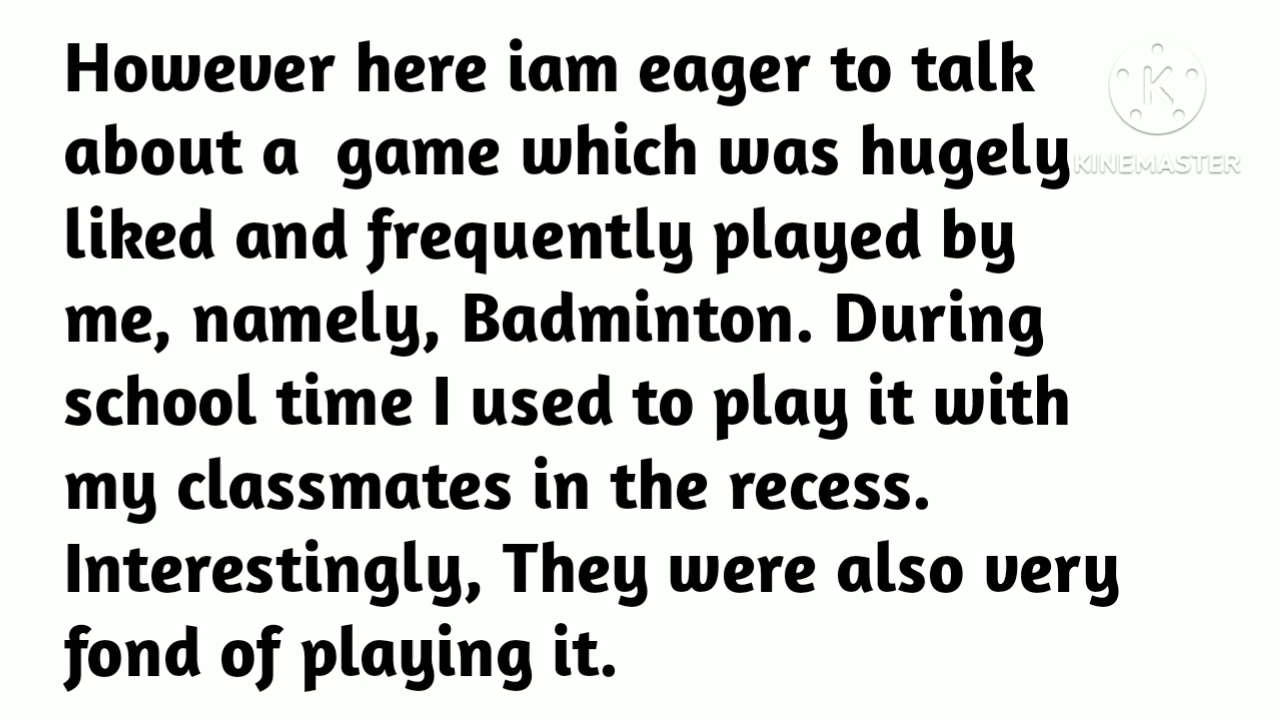 However here iam eager to talk
about a  game which was hugely
liked and frequently played by
me, namely, Badminton. During
school time I used to play it with
my classmates in the recess.
Interestingly, They were also very
fond of playing it.
K
KINEMASTER